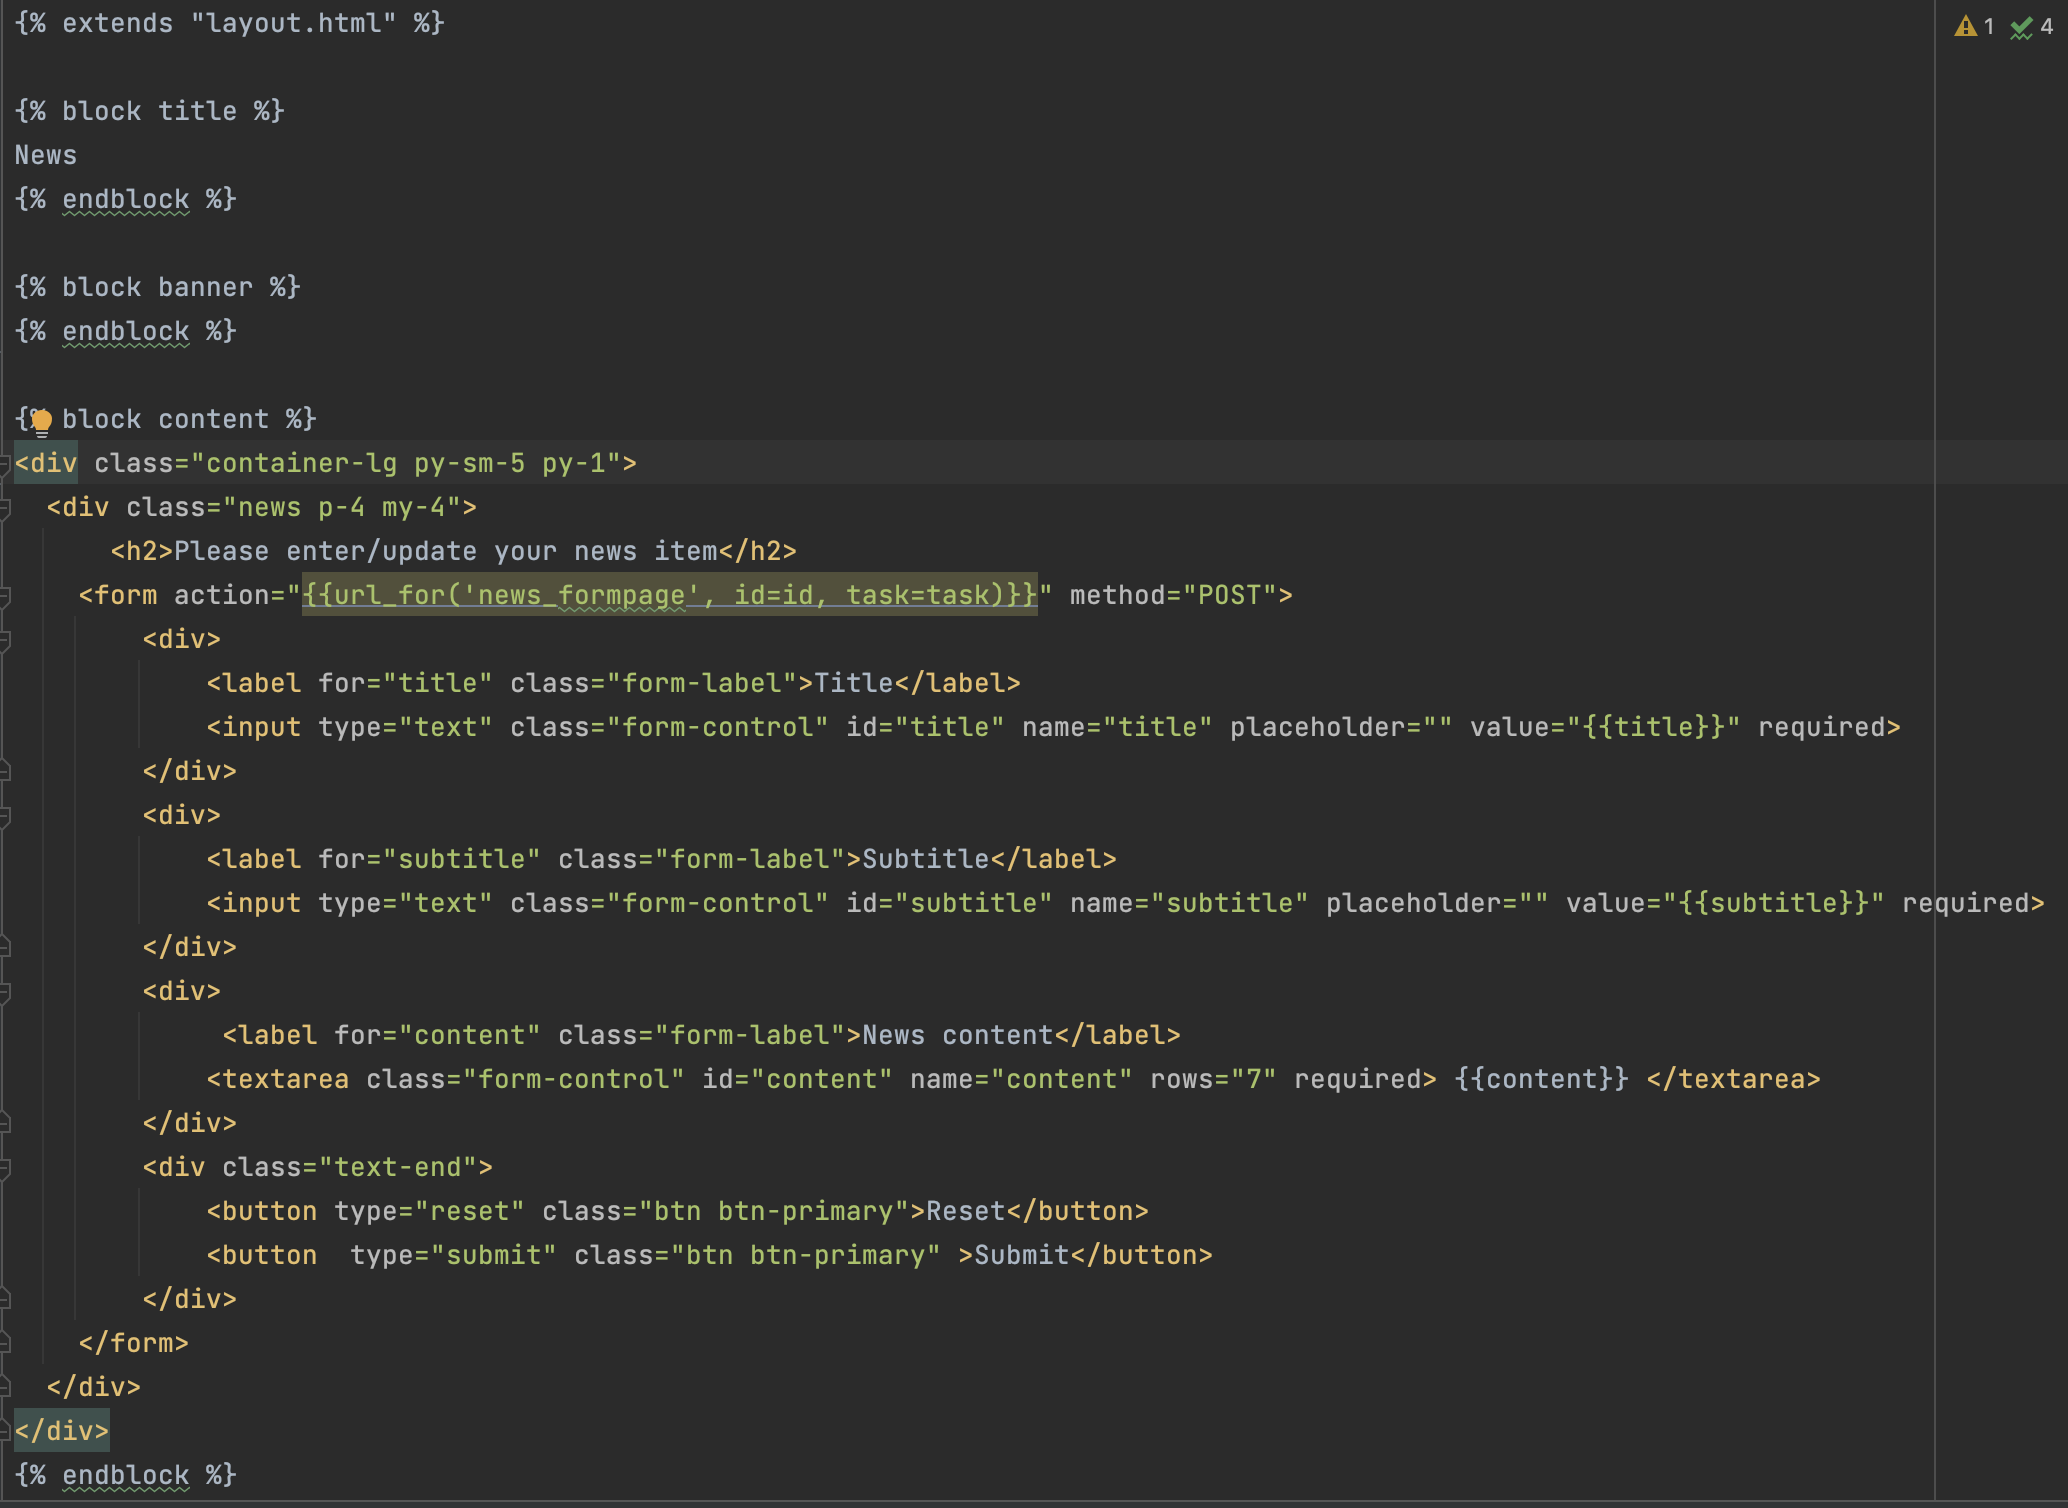 {% extends "layout.html" %}
1 4
{% block title %}
News
{% endblock %}
{% block banner %}
{% endblock %}
{% block content %}
<div class="container-lg py-sm-5 py-1">
<div class="news p-4 my-4">
<h2>Please enter/update your news item</h2>
<form action="{{url_for('news_formpage', id=id, task=task)}}" method="POST">
<div>
<label for="title" class="form-label">Title</label>
<input type="text" class="form-control" id="title" name="title" placeholder="" value="{{title}}" required>
</div>
<div>
<label for="subtitle" class="form-label">Subtitle</label>
<input type="text" class="form-control" id="subtitle" name="subtitle" placeholder="" value="{{subtitle}}" required>
</div>
<div>
<label for="content" class="form-label">News content</label>
<textarea class="form-control" id="content" name="content" rows="7" required> {{content}} </textarea>
</div>
<div class="text-end">
<button type="reset" class="btn btn-primary">Reset</button>
<button  type="submit" class="btn btn-primary" >Submit</button>
</div>
</form>
</div>
</div>
{% endblock %}